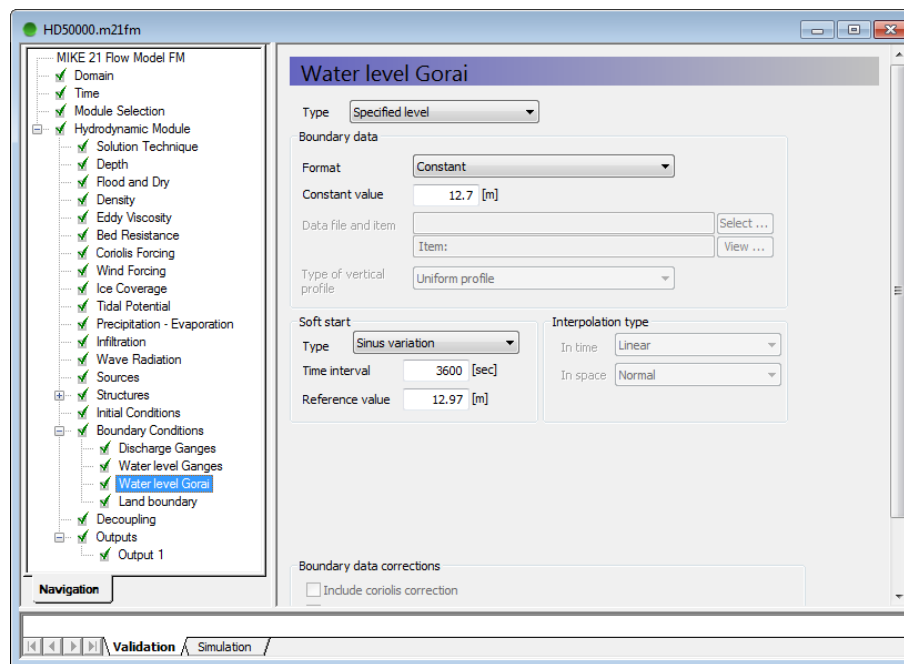 HD50000.m21fm
MIKE 21 Flow Model FM
Domain
Time
Module Selection
Hydrodynamic Module
Solution Technique
Depth
Flood and Dry
Density
Eddy Viscosity
Bed Resistance
Coriolis Forcing
Wind Forcing
Ice Coverage
Tidal Potential
Precipitation - Evaporation
Infiltration
Wave Radiation
Sources
Structures
Initial Conditions
Boundary Conditions
Discharge Ganges
Water level Ganges
Water level Gorai
Land boundary
Decoupling
Outputs
Output 1
Navigation
Water level Gorai
Type Specified level
Boundary data
Format Constant
Constant value 12.7 [m]
Data file and item Select ...
Item: View ...
Type of vertical
profile Uniform profile
Soft start
Type Sinus variation
Time interval 3600 [sec]
Reference value 12.97 [m]
Interpolation type
In time Linear
In space Normal
Boundary data corrections
Include coriolis correction
Validation Simulation